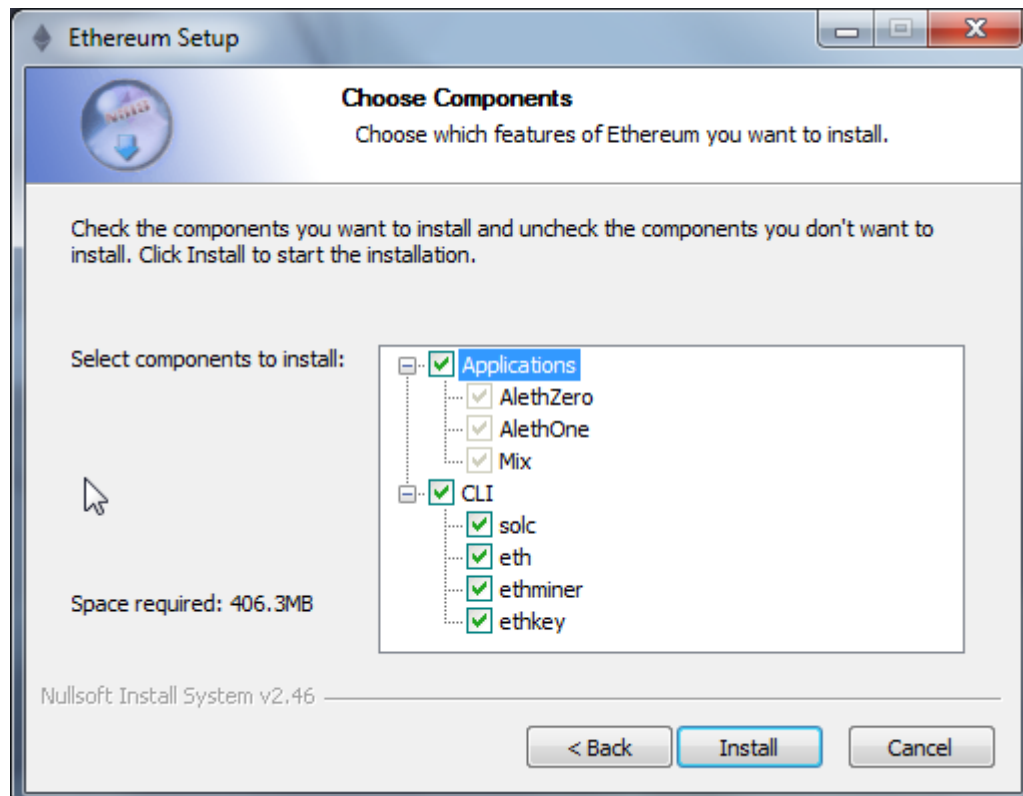 Ethereum Setup
Choose Components
Choose which features of Ethereum you want to install.
Check the components you want to install and uncheck the components you don't want to
install. Click Install to start the installation.
Select components to install:
Applications
AlethZero
AlethOne
Mix
CLI
solc
eth
ethminer
ethkey
Space required: 406.3MB
Nullsoft Install System v2.46
< Back
Install
Cancel